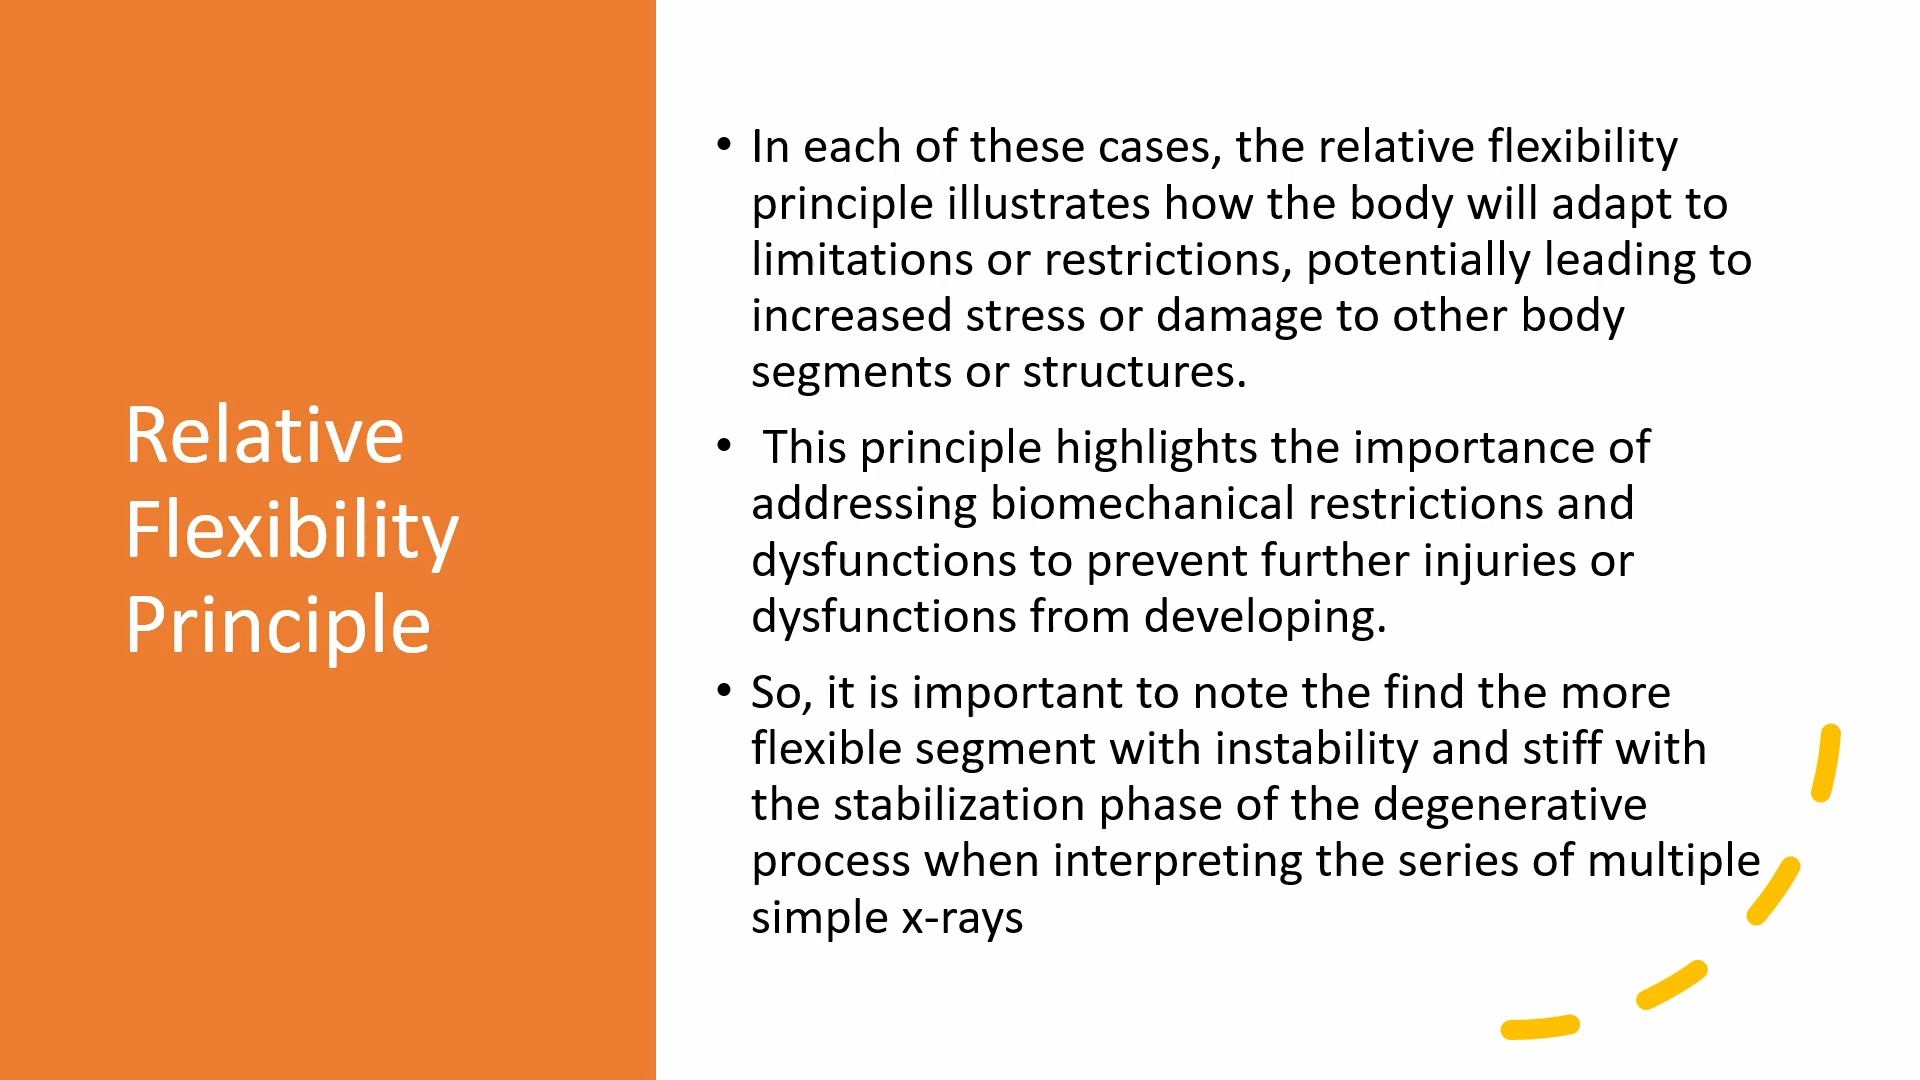 Relative
Flexibility
Principle
• In each of these cases, the relative flexibility
principle illustrates how the body will adapt to
limitations or restrictions, potentially leading to
increased stress or damage to other body
segments or structures.
• This principle highlights the importance of
addressing biomechanical restrictions and
dysfunctions to prevent further injuries or
dysfunctions from developing.
• So, it is important to note the find the more
flexible segment with instability and stiff with
the stabilization phase of the degenerative
process when interpreting the series of multiple
simple x-rays